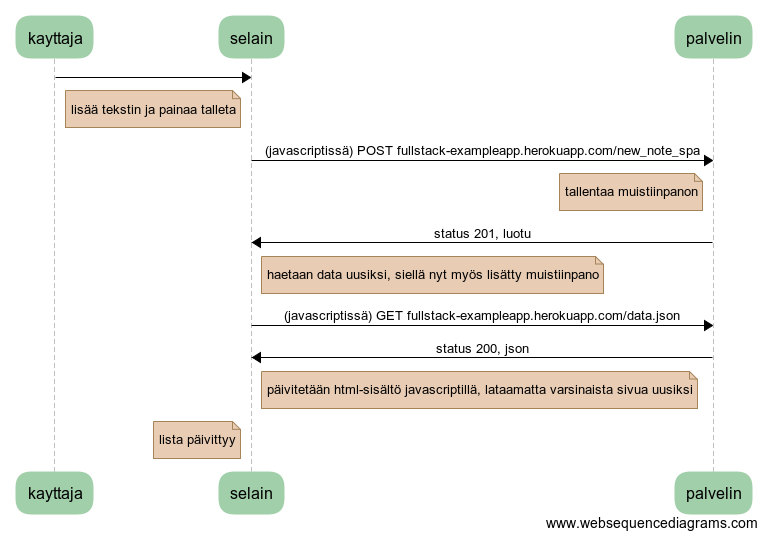 kayttaja
selain
palvelin
lisää tekstin ja painaa talleta
(javascriptissä) POST fullstack-exampleapp.herokuapp.com/new_note_spa
tallentaa muistiinpanon
status 201, luotu
haetaan data uusiksi, siellä nyt myös lisätty muistiinpano
(javascriptissä) GET fullstack-exampleapp.herokuapp.com/data.json
status 200, json
päivitetään html-sisältö javascriptillä, lataamatta varsinaista sivua uusiksi
lista päivittyy
kayttaja
selain
palvelin
www.websequencediagrams.com